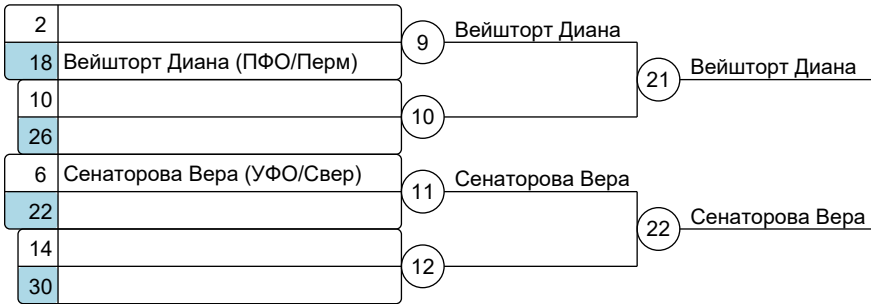 2
9 Вейшторт Диана
18 Вейшторт Диана (ПФО/Перм)
21 Вейшторт Диана
10
10
26
6 Сенаторова Вера (УФО/Свер)
11 Сенаторова Вера
22
22 Сенаторова Вера
14
12
30